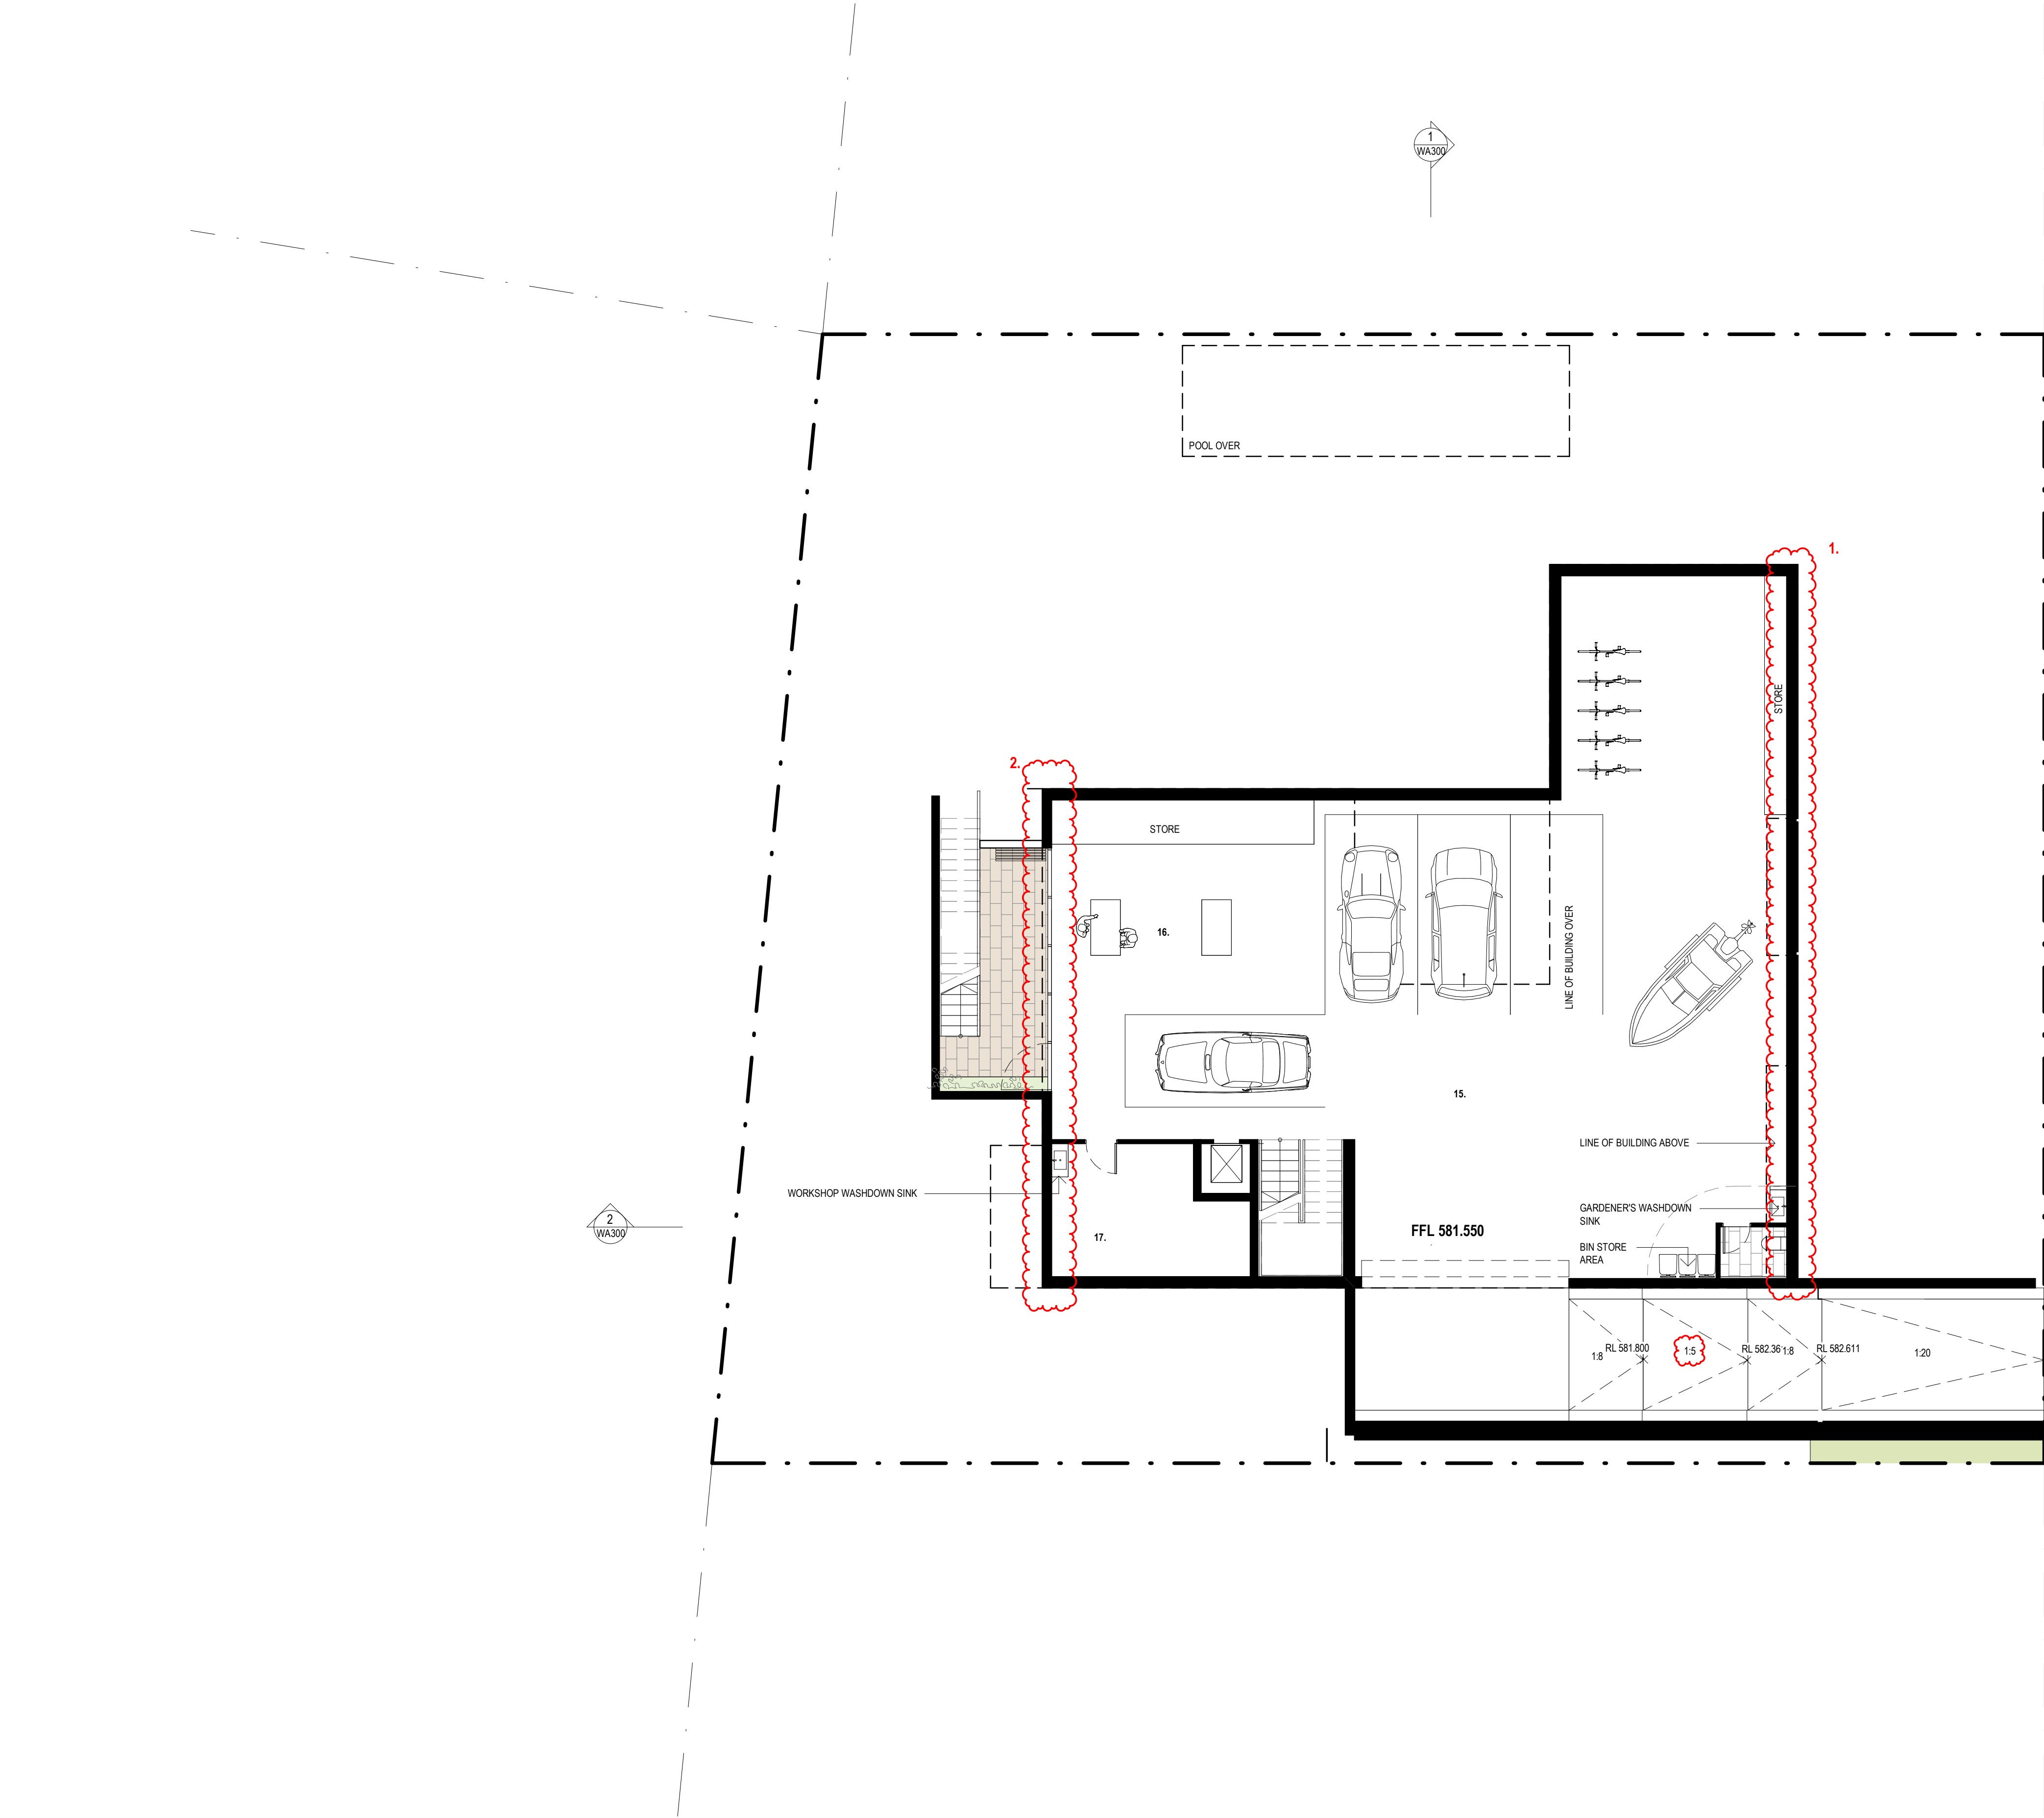 1
WA300
POOL OVER
1.
STORE
2.
STORE
16.
LINE OF BUILDING OVER
15.
LINE OF BUILDING ABOVE
WORKSHOP WASHDOWN SINK
GARDENER'S WASHDOWN
SINK
2
WA300
17.
FFL 581.550
BIN STORE
AREA
1:8
RL 581.800
1:5
RL 582.36
1:8
RL 582.611
1:20